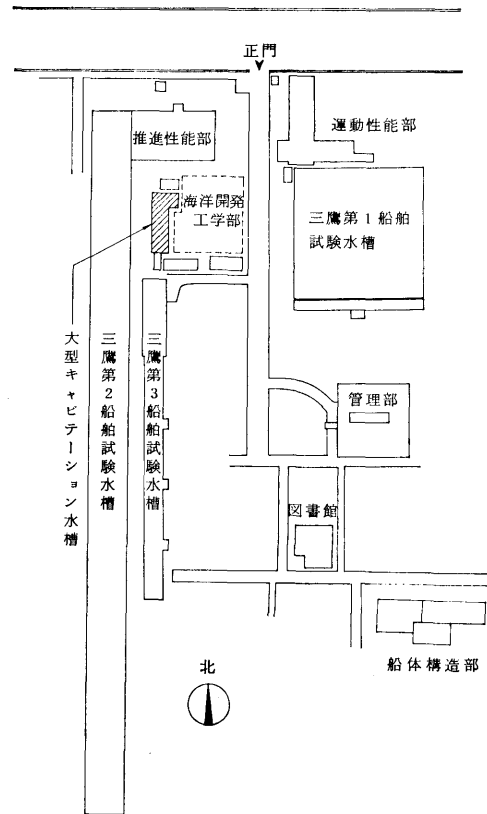 正門
推進性能部
運動性能部
海洋開発
工学部
三鷹第1船舶
試験水槽
大型キャビテーション水槽
三鷹第2船舶試験水槽
三鷹第3船舶試験水槽
管理部
図書館
船体構造部
北